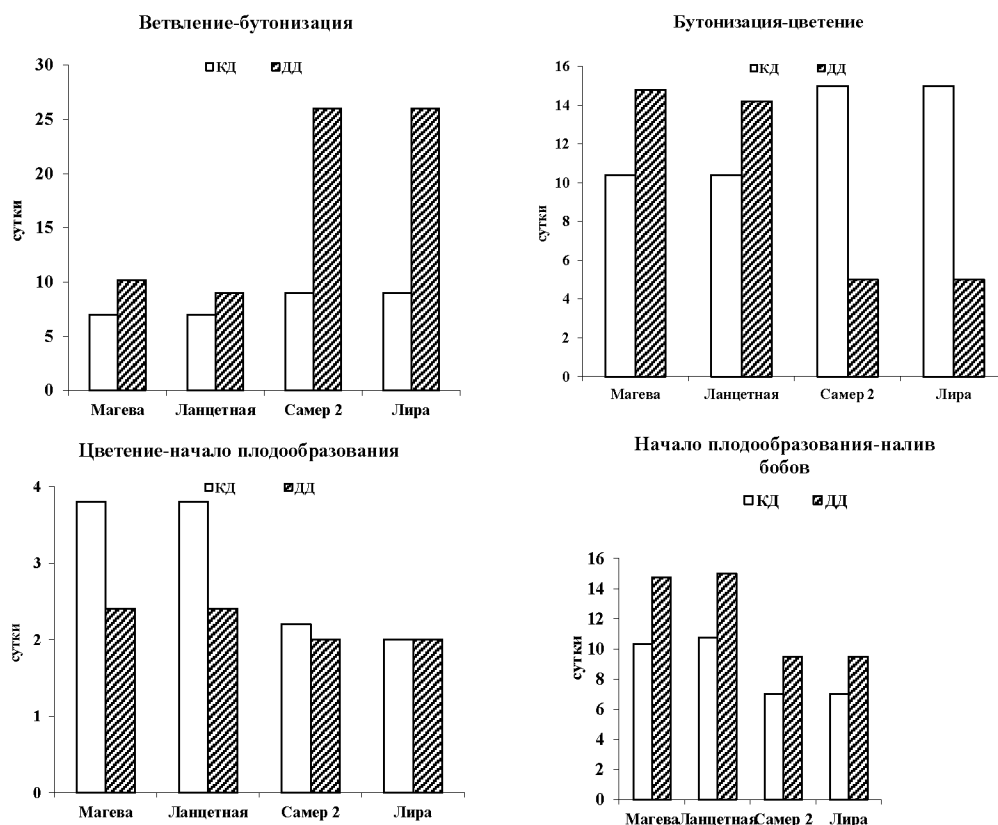 Ветвление-бутонизация
КД ДД
30
25
20
15
10
5
0
сутки
Магева Ланцетная Самер 2 Лира
Бутонизация-цветение
КД ДД
16
14
12
10
8
6
4
2
0
сутки
Магева Ланцетная Самер 2 Лира
Цветение-начало плодообразования
КД ДД
4
3
2
1
0
сутки
Магева Ланцетная Самер 2 Лира
Начало плодообразования-налив
бобов
КД ДД
16
14
12
10
8
6
4
2
0
сутки
Магева Ланцетная Самер 2 Лира